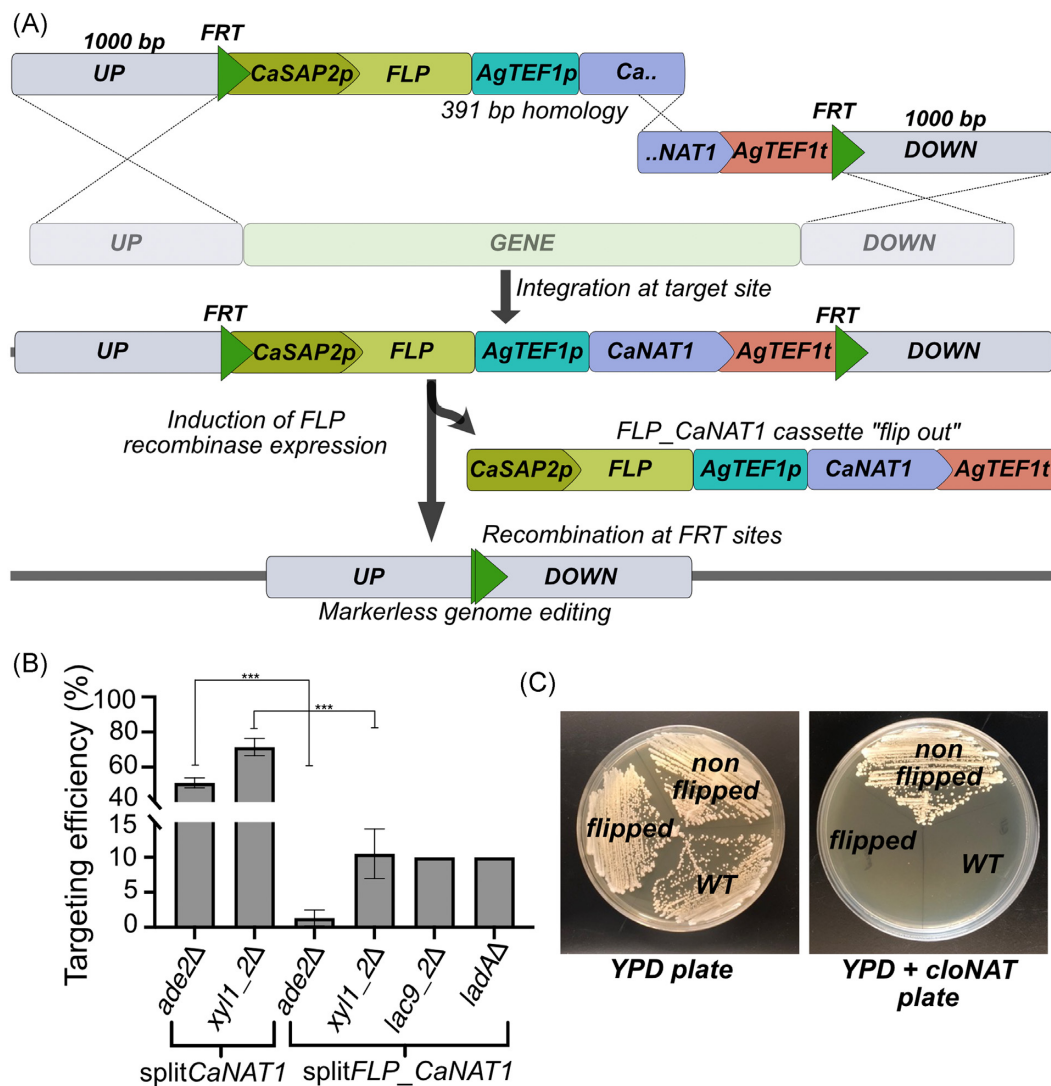 (A)
1000 bp
FRT
UP
CaSAP2p
FLP
AgTEF1p
Ca..
391 bp homology
FRT
1000 bp
..NAT1
AgTEF1t
DOWN
UP
GENE
DOWN
Integration at target site
FRT
FRT
UP
CaSAP2p
FLP
AgTEF1p
CaNAT1
AgTEF1t
DOWN
Induction of FLP
recombinase expression
FLP_CaNAT1 cassette "flip out"
CaSAP2p
FLP
AgTEF1p
CaNAT1
AgTEF1t
Recombination at FRT sites
UP
DOWN
Markerless genome editing
(B)
Targeting efficiency (%)
100
80
60
40
15
10
5
0
***
***
ade2Δ
xyl1_2Δ
ade2Δ
xyl1_2Δ
lac9_2Δ
ladAΔ
splitCaNAT1
splitFLP_CaNAT1
(C)
non
flipped
flipped
WT
YPD plate
non
flipped
flipped
WT
YPD + cloNAT
plate